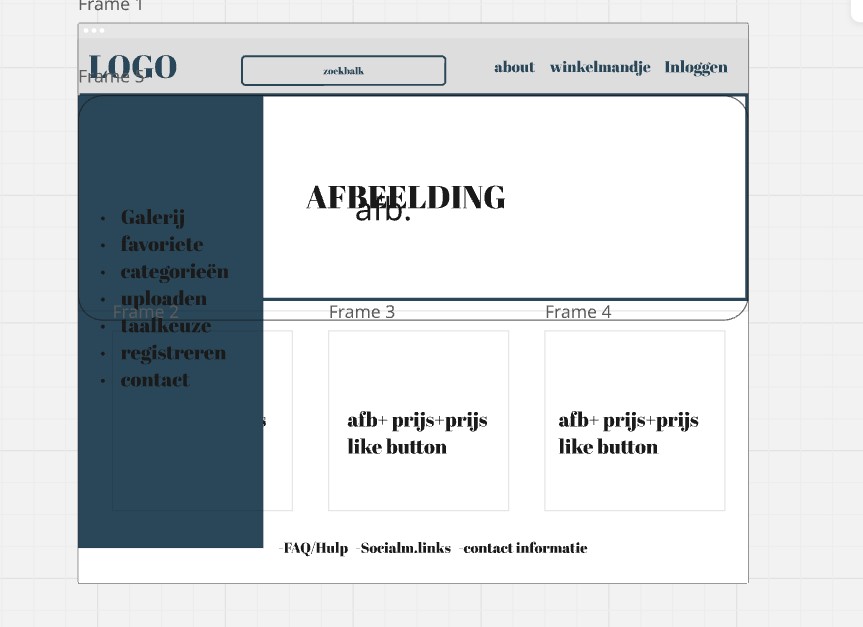 Frame 1
LOGO
Frame 5
zoekbalk
about winkelmandje Inloggen
AFBEELDING
afb.
• Galerij
• favoriete
• categorieën
• uploaden
• taalkeuze
• registreren
• contact
Frame 2
Frame 3
Frame 4
s
afb+ prijs+prijs
like button
afb+ prijs+prijs
like button
-FAQ/Hulp -Socialm.links -contact informatie